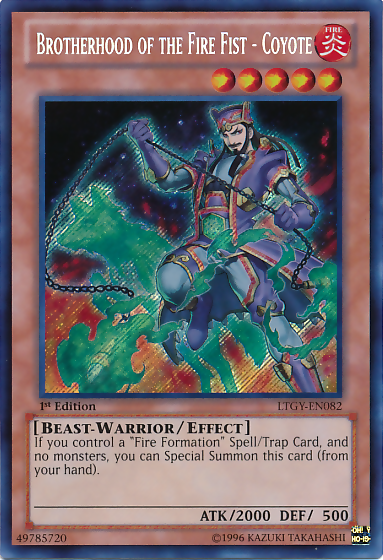 BROTHERHOOD OF THE FIRE FIST - COYOTE
FIRE
炎
1st Edition
LTGY-EN082
[BEAST-WARRIOR/EFFECT]
If you control a "Fire Formation" Spell/Trap Card, and
no monsters, you can Special Summon this card (from
your hand).
ATK/2000 DEF/ 500
49785720
©1996 KAZUKI TAKAHASHI